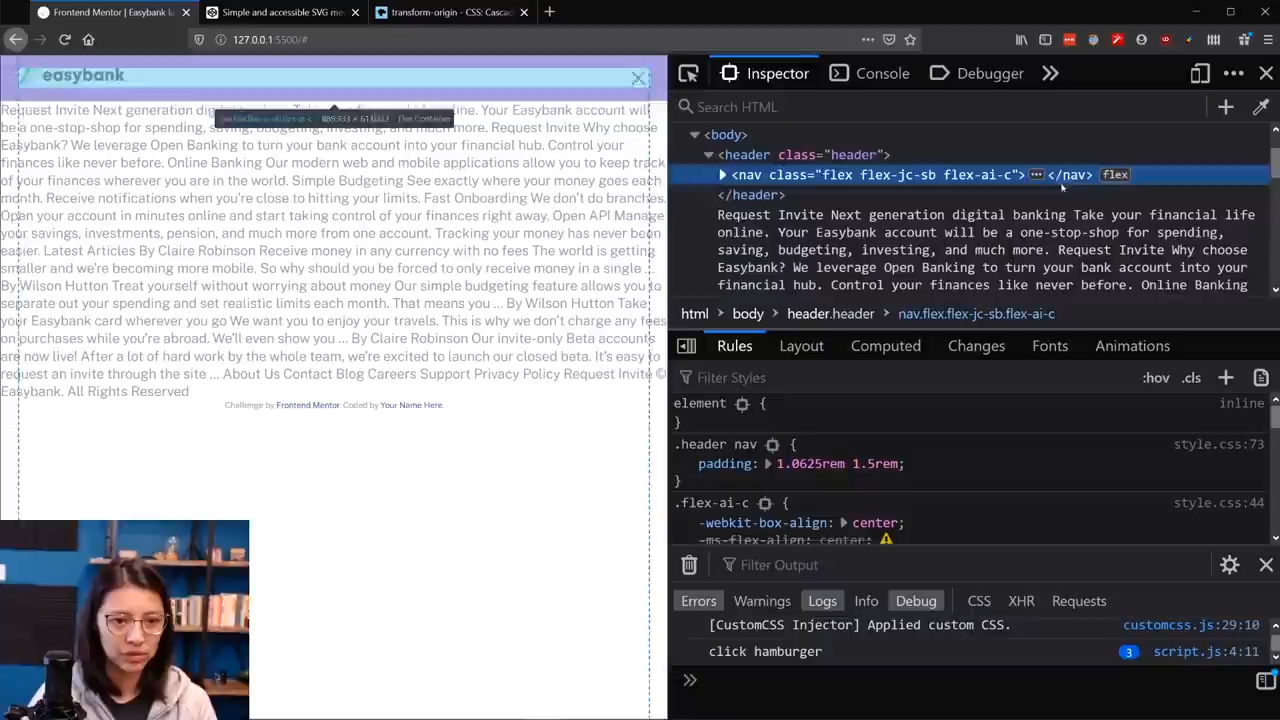 Frontend Mentor | Easybank la
Simple and accessible SVG me
transform-origin - CSS: Cascad
127.0.0.1:5500/#
easybank
Request Invite Next generation
line. Your Easybank account will
be a one-stop-shop for spending, saving, budgeting, investing, and much more. Request Invite Why choose
Easybank? We leverage Open Banking to turn your bank account into your financial hub. Control your
finances like never before. Online Banking Our modern web and mobile applications allow you to keep track
of your finances wherever you are in the world. Simple Budgeting See exactly where your money goes each
month. Receive notifications when you're close to hitting your limits. Fast Onboarding We don't do branches.
Open your account in minutes online and start taking control of your finances right away. Open API Manage
your savings, investments, pension, and much more from one account. Tracking your money has never been
easier. Latest Articles By Claire Robinson Receive money in any currency with no fees The world is getting
smaller and we're becoming more mobile. So why should you be forced to only receive money in a single ...
By Wilson Hutton Treat yourself without worrying about money Our simple budgeting feature allows you to
separate out your spending and set realistic limits each month. That means you ... By Wilson Hutton Take
your Easybank card wherever you go We want you to enjoy your travels. This is why we don't charge any fees
on purchases while you're abroad. We'll even show you ... By Claire Robinson Our invite-only Beta accounts
are now live! After a lot of hard work by the whole team, we're excited to launch our closed beta. It's easy to
request an invite through the site ... About Us Contact Blog Careers Support Privacy Policy Request Invite ©
Easybank. All Rights Reserved
Challenge by Frontend Mentor. Coded by Your Name Here.
Inspector
Console
Debugger
Search HTML
<body>
<header class="header">
<nav class="flex flex-jc-sb flex-ai-c"> ••• </nav> flex
</header>
Request Invite Next generation digital banking Take your financial life
online. Your Easybank account will be a one-stop-shop for spending,
saving, budgeting, investing, and much more. Request Invite Why choose
Easybank? We leverage Open Banking to turn your bank account into your
financial hub. Control your finances like never before. Online Banking
html body header.header nav.flex.flex-jc-sb.flex-ai-c
Rules Layout Computed Changes Fonts Animations
Filter Styles
:hov .cls
element {
inline
}
.header nav {
style.css:73
padding: 1.0625rem 1.5rem;
}
.flex-ai-c {
style.css:44
-webkit-box-align: center;
-ms-flex-align: center;
Filter Output
Errors Warnings Logs Info Debug CSS XHR Requests
[CustomCSS Injector] Applied custom CSS.
customcss.js:29:10
click hamburger
3 script.js:4:11